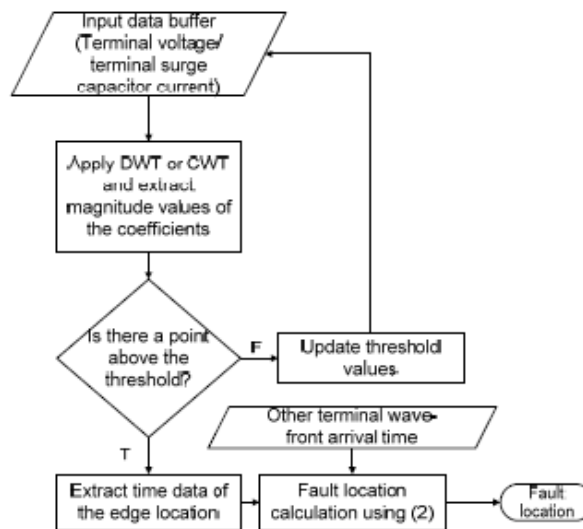 Input data buffer
(Terminal voltage/
terminal surge
capacitor current)
Apply DWT or CWT
and extract
magnitude values of
the coefficients
Is there a point
above the
threshold?
F
Update threshold
values
T
Other terminal wave-
front arrival time
Extract time data of
the edge location
Fault location
calculation using (2)
Fault
location